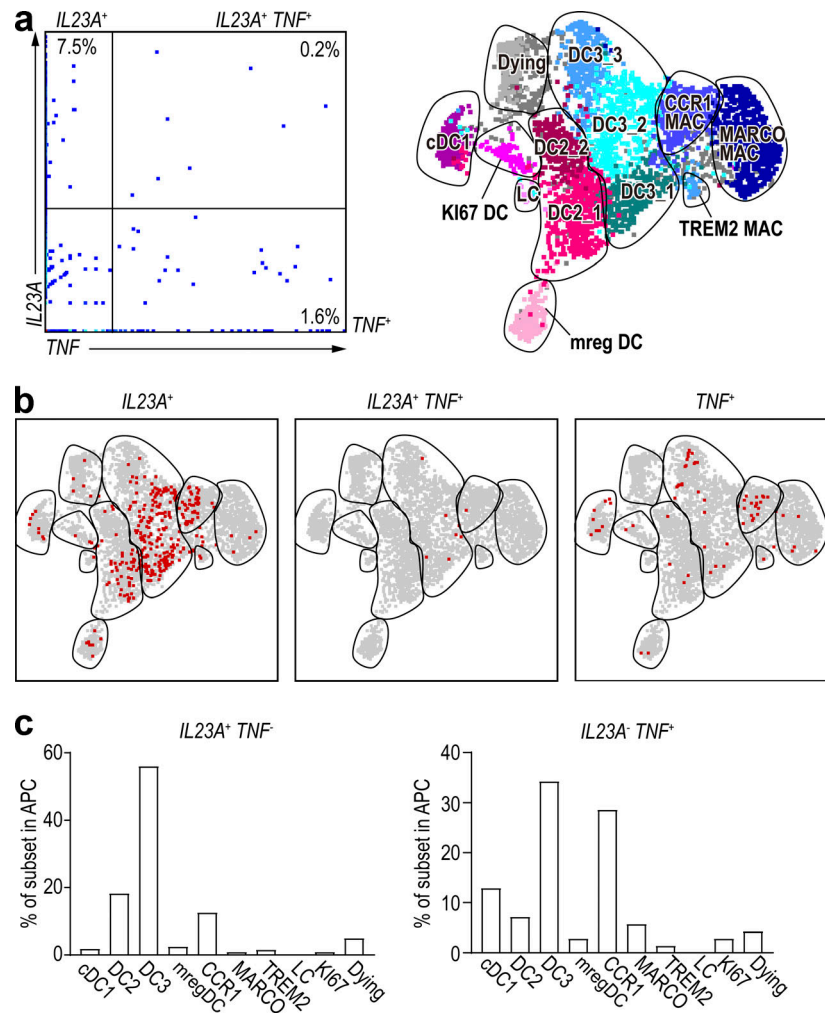 a
IL23A⁺
IL23A⁺ TNF⁺
7.5%
0.2%
IL23A
1.6%
TNF⁺
TNF
Dying
DC3_3
CCR1
MAC
MARCO
MAC
cDC1
DC2_2
DC3_2
KI67 DC
LC
DC2_1
DC3_1
TREM2 MAC
mreg DC
b
IL23A⁺
IL23A⁺ TNF⁺
TNF⁺
c
IL23A⁺ TNF⁻
% of subset in APC
60
40
20
0
cDC1
DC2
DC3
mregDC
CCR1
MARCO
TREM2
LC
KI67
Dying
IL23A⁻ TNF⁺
% of subset in APC
40
30
20
10
0
cDC1
DC2
DC3
mregDC
CCR1
MARCO
TREM2
LC
KI67
Dying